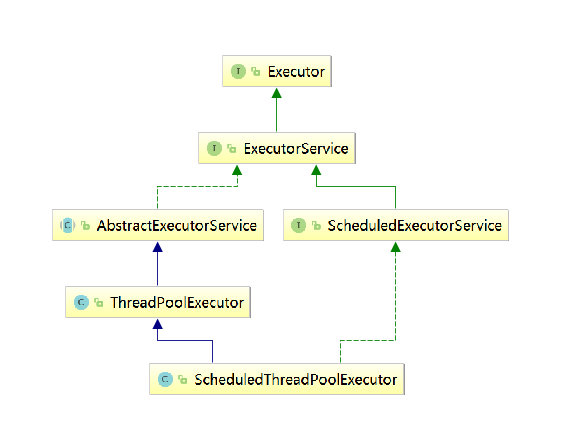 I Executor
I ExecutorService
C AbstractExecutorService
I ScheduledExecutorService
C ThreadPoolExecutor
C ScheduledThreadPoolExecutor